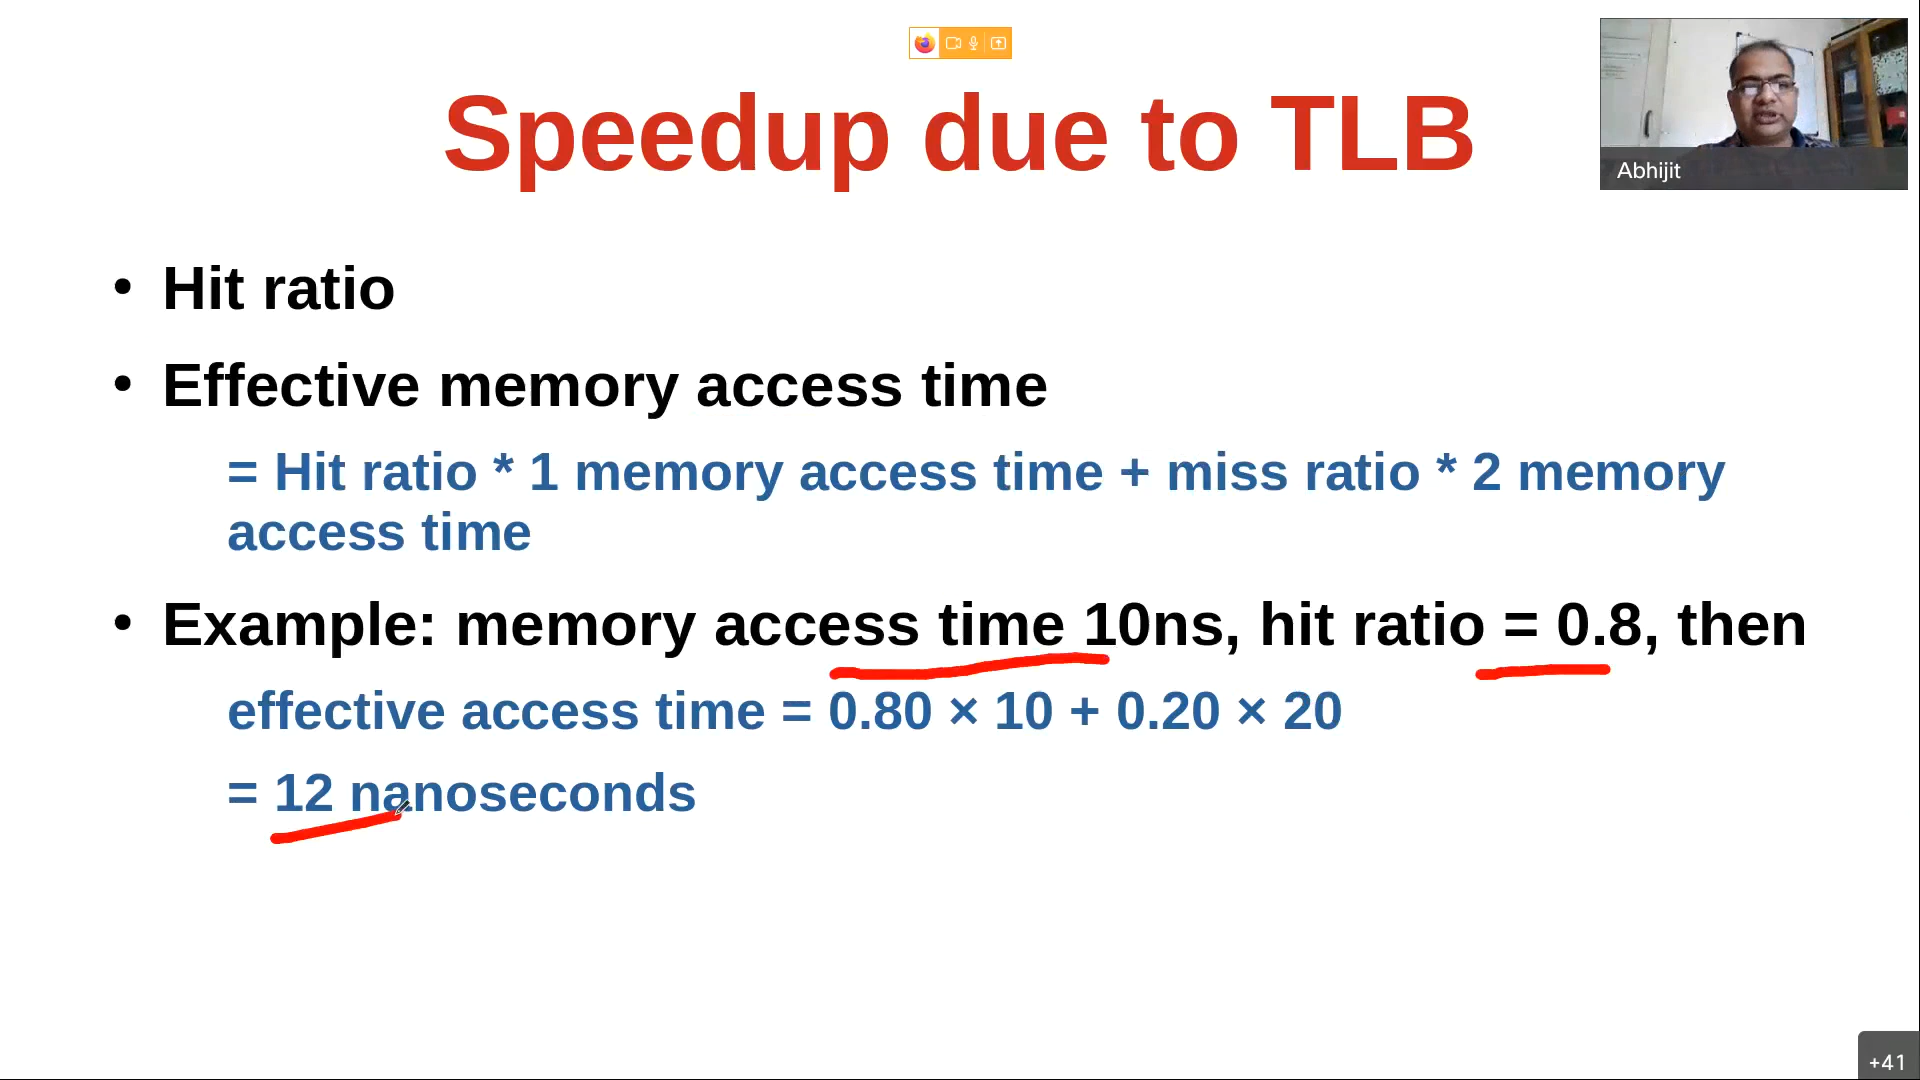 Speedup due to TLB
Abhijit
• Hit ratio
• Effective memory access time
= Hit ratio * 1 memory access time + miss ratio * 2 memory
access time
• Example: memory access time 10ns, hit ratio = 0.8, then
effective access time = 0.80 × 10 + 0.20 × 20
= 12 nanoseconds
+41